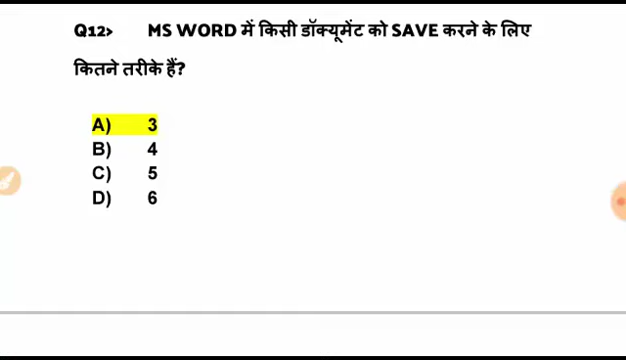 Q12> MS WORD में किसी डॉक्यूमेंट को SAVE करने के लिए
कितने तरीके हैं?
A) 3
B) 4
C) 5
D) 6